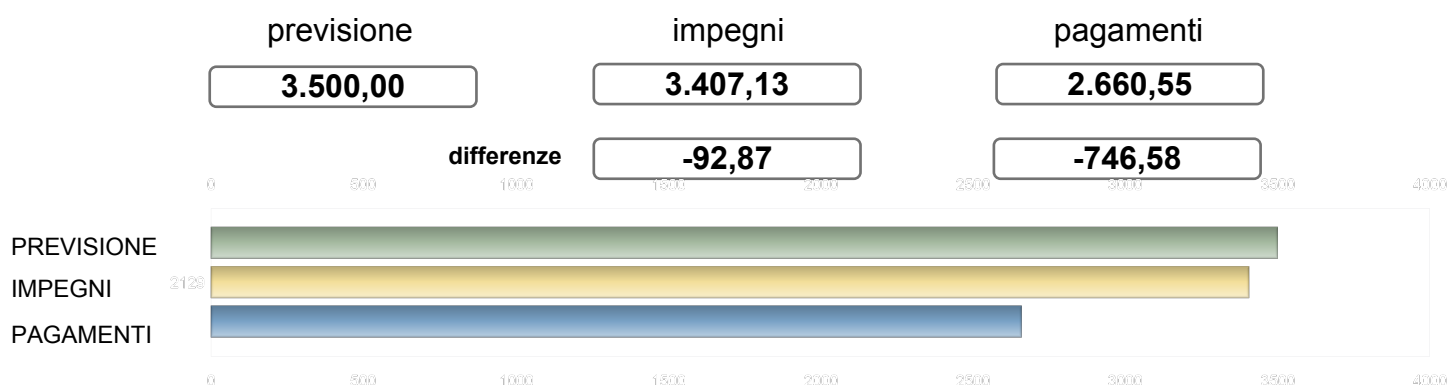 previsione impegni pagamenti
3.500,00 3.407,13 2.660,55
differenze -92,87 -746,58
0 500 1000 1500 2000 2500 3000 3500 4000
PREVISIONE
IMPEGNI 2129
PAGAMENTI
0 500 1000 1500 2000 2500 3000 3500 4000